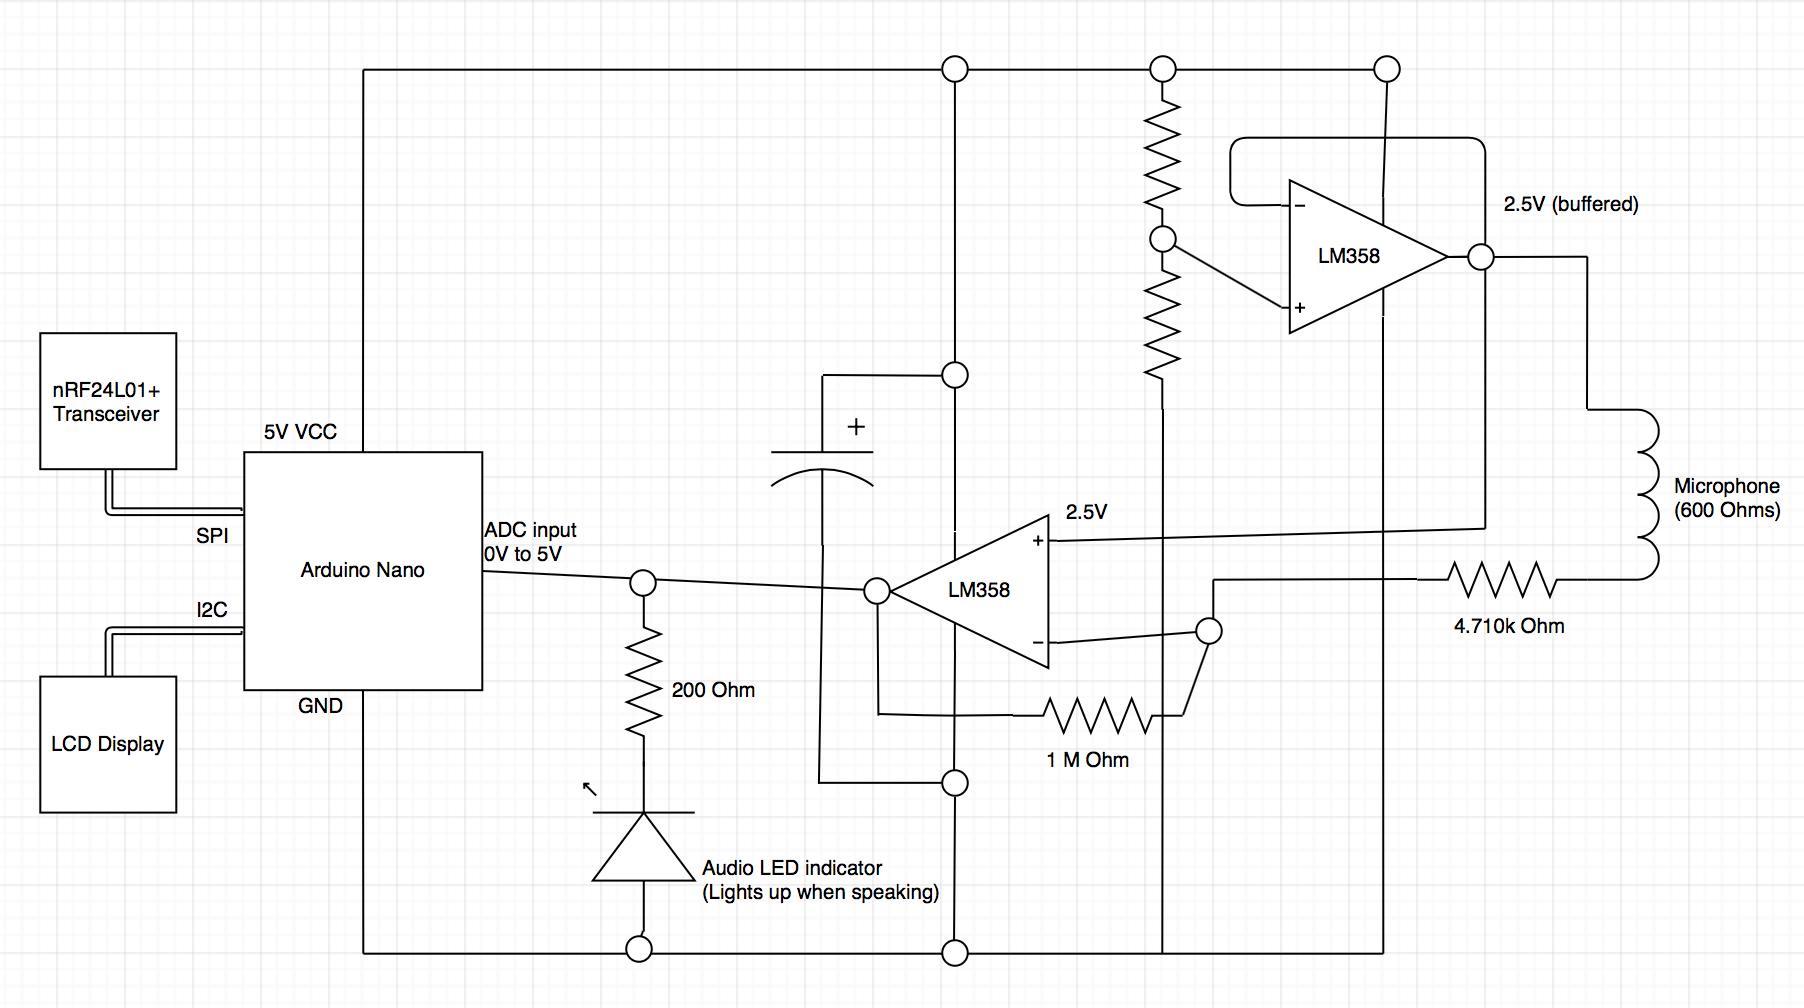 2.5V (buffered)
−
LM358
+
nRF24L01+
Transceiver
5V VCC
+
Microphone
(600 Ohms)
2.5V
SPI
ADC input
0V to 5V
+
Arduino Nano
LM358
I2C
−
4.710k Ohm
200 Ohm
GND
LCD Display
1 M Ohm
Audio LED indicator
(Lights up when speaking)